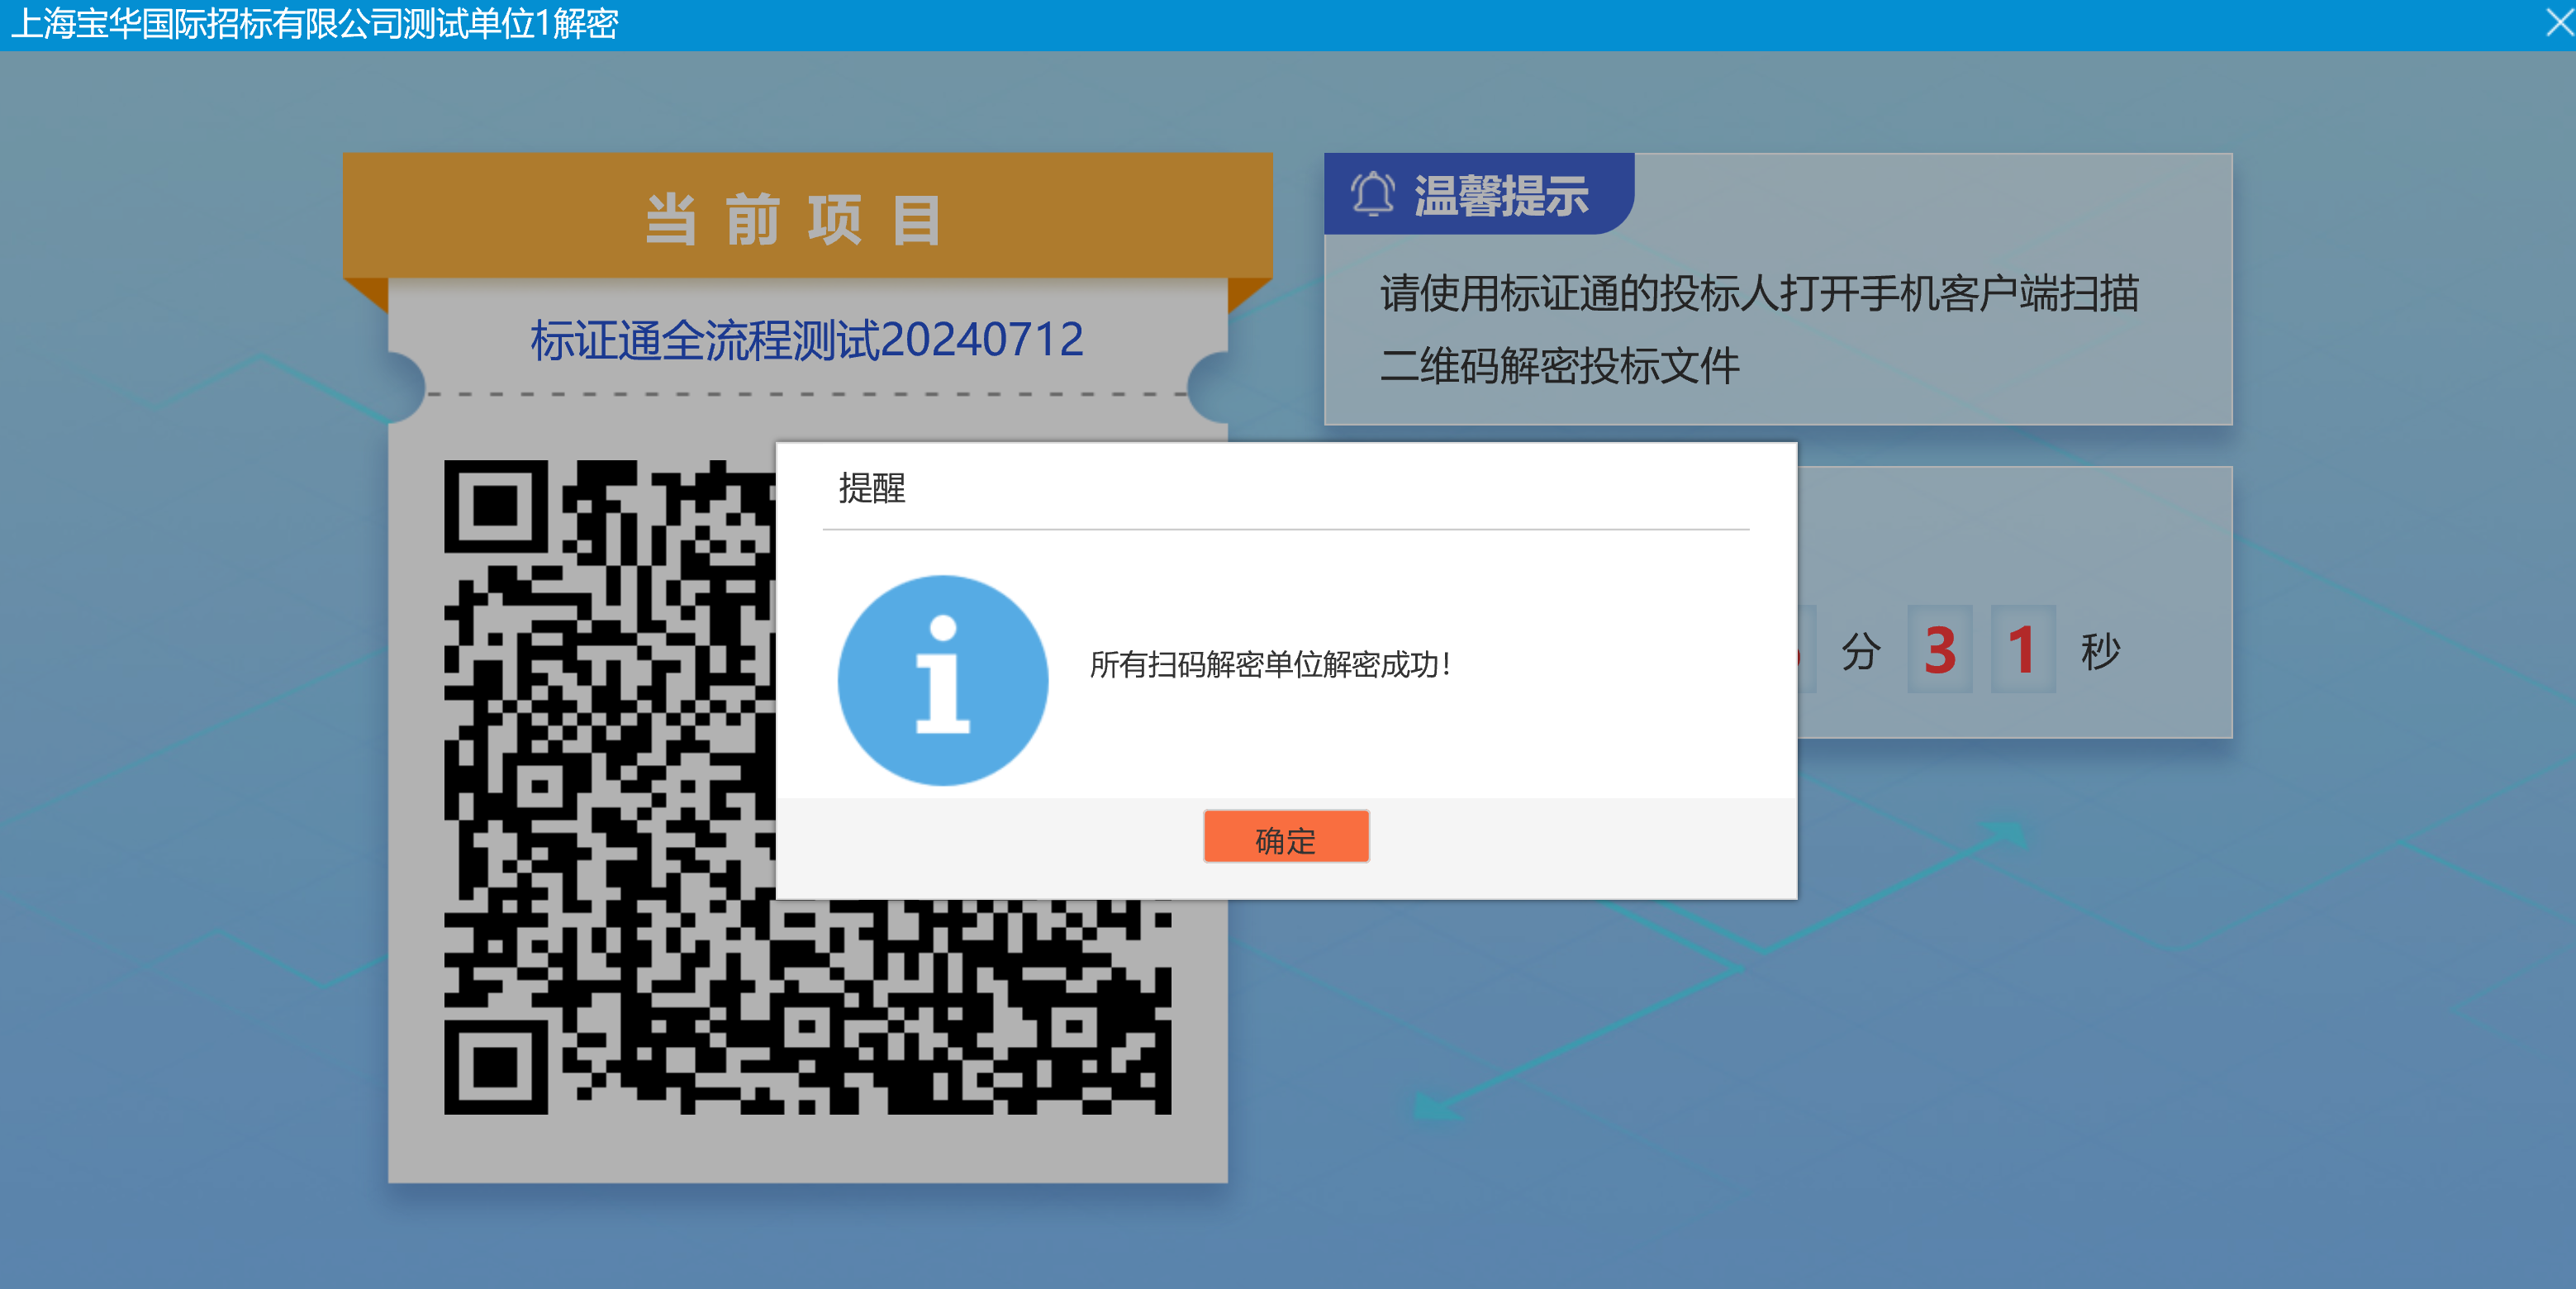 上海宝华国际招标有限公司测试单位1解密
当前项目
标证通全流程测试20240712
温馨提示
请使用标证通的投标人打开手机客户端扫描
二维码解密投标文件
分 3 1 秒
提醒
所有扫码解密单位解密成功！
确定